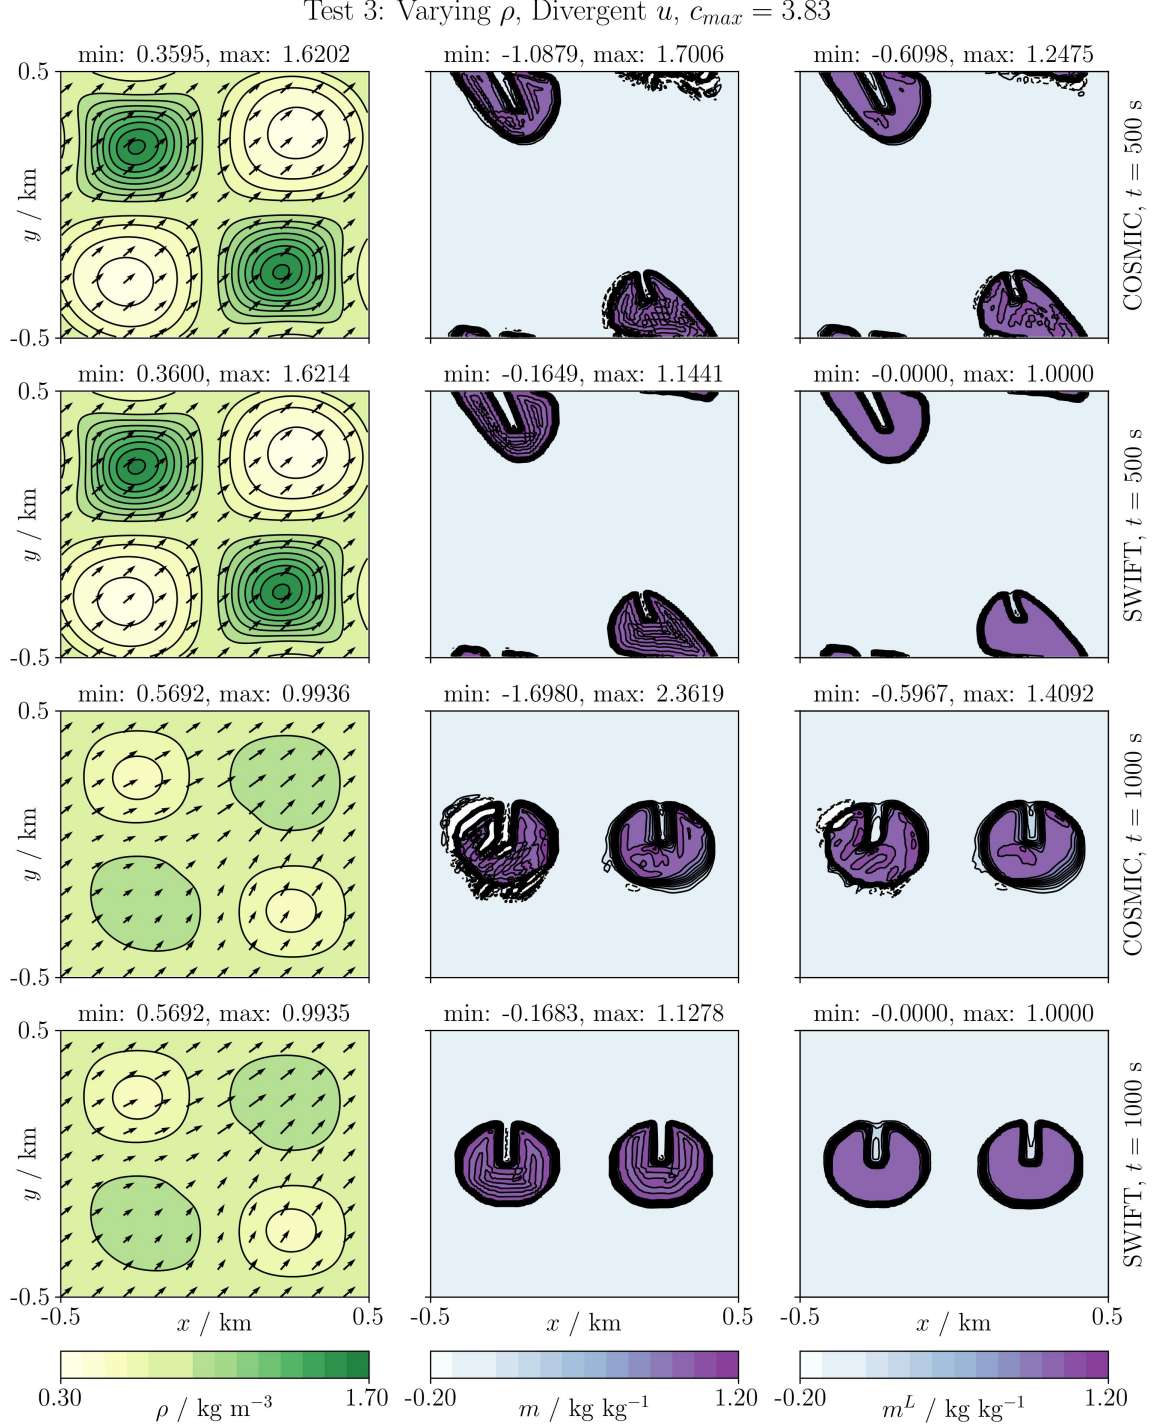 Test 3: Varying ρ, Divergent u, c_max = 3.83
min: 0.3595, max: 1.6202
min: -1.0879, max: 1.7006
min: -0.6098, max: 1.2475
0.5
y / km
-0.5
COSMIC, t = 500 s
min: 0.3600, max: 1.6214
min: -0.1649, max: 1.1441
min: -0.0000, max: 1.0000
0.5
y / km
-0.5
SWIFT, t = 500 s
min: 0.5692, max: 0.9936
min: -1.6980, max: 2.3619
min: -0.5967, max: 1.4092
0.5
y / km
-0.5
COSMIC, t = 1000 s
min: 0.5692, max: 0.9935
min: -0.1683, max: 1.1278
min: -0.0000, max: 1.0000
0.5
y / km
-0.5
SWIFT, t = 1000 s
-0.5 x / km 0.5
-0.5 x / km 0.5
-0.5 x / km 0.5
0.30 ρ / kg m⁻³ 1.70
-0.20 m / kg kg⁻¹ 1.20
-0.20 m^L / kg kg⁻¹ 1.20